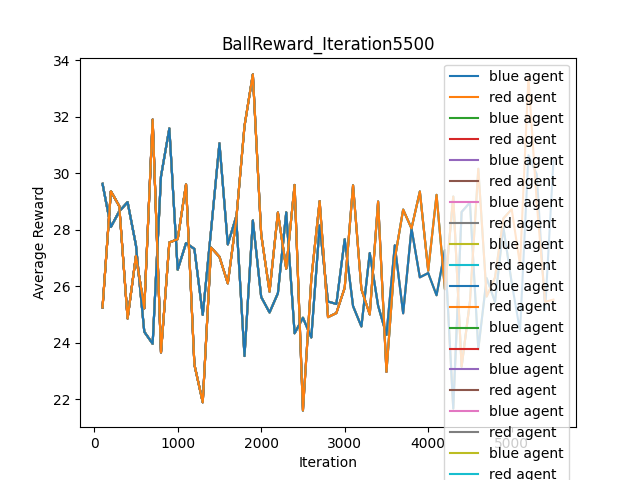 BallReward_Iteration5500
34
32
30
28
26
24
22
Average Reward
0
1000
2000
3000
4000
5000
Iteration
blue agent
red agent
blue agent
red agent
blue agent
red agent
blue agent
red agent
blue agent
red agent
blue agent
red agent
blue agent
red agent
blue agent
red agent
blue agent
red agent
blue agent
red agent